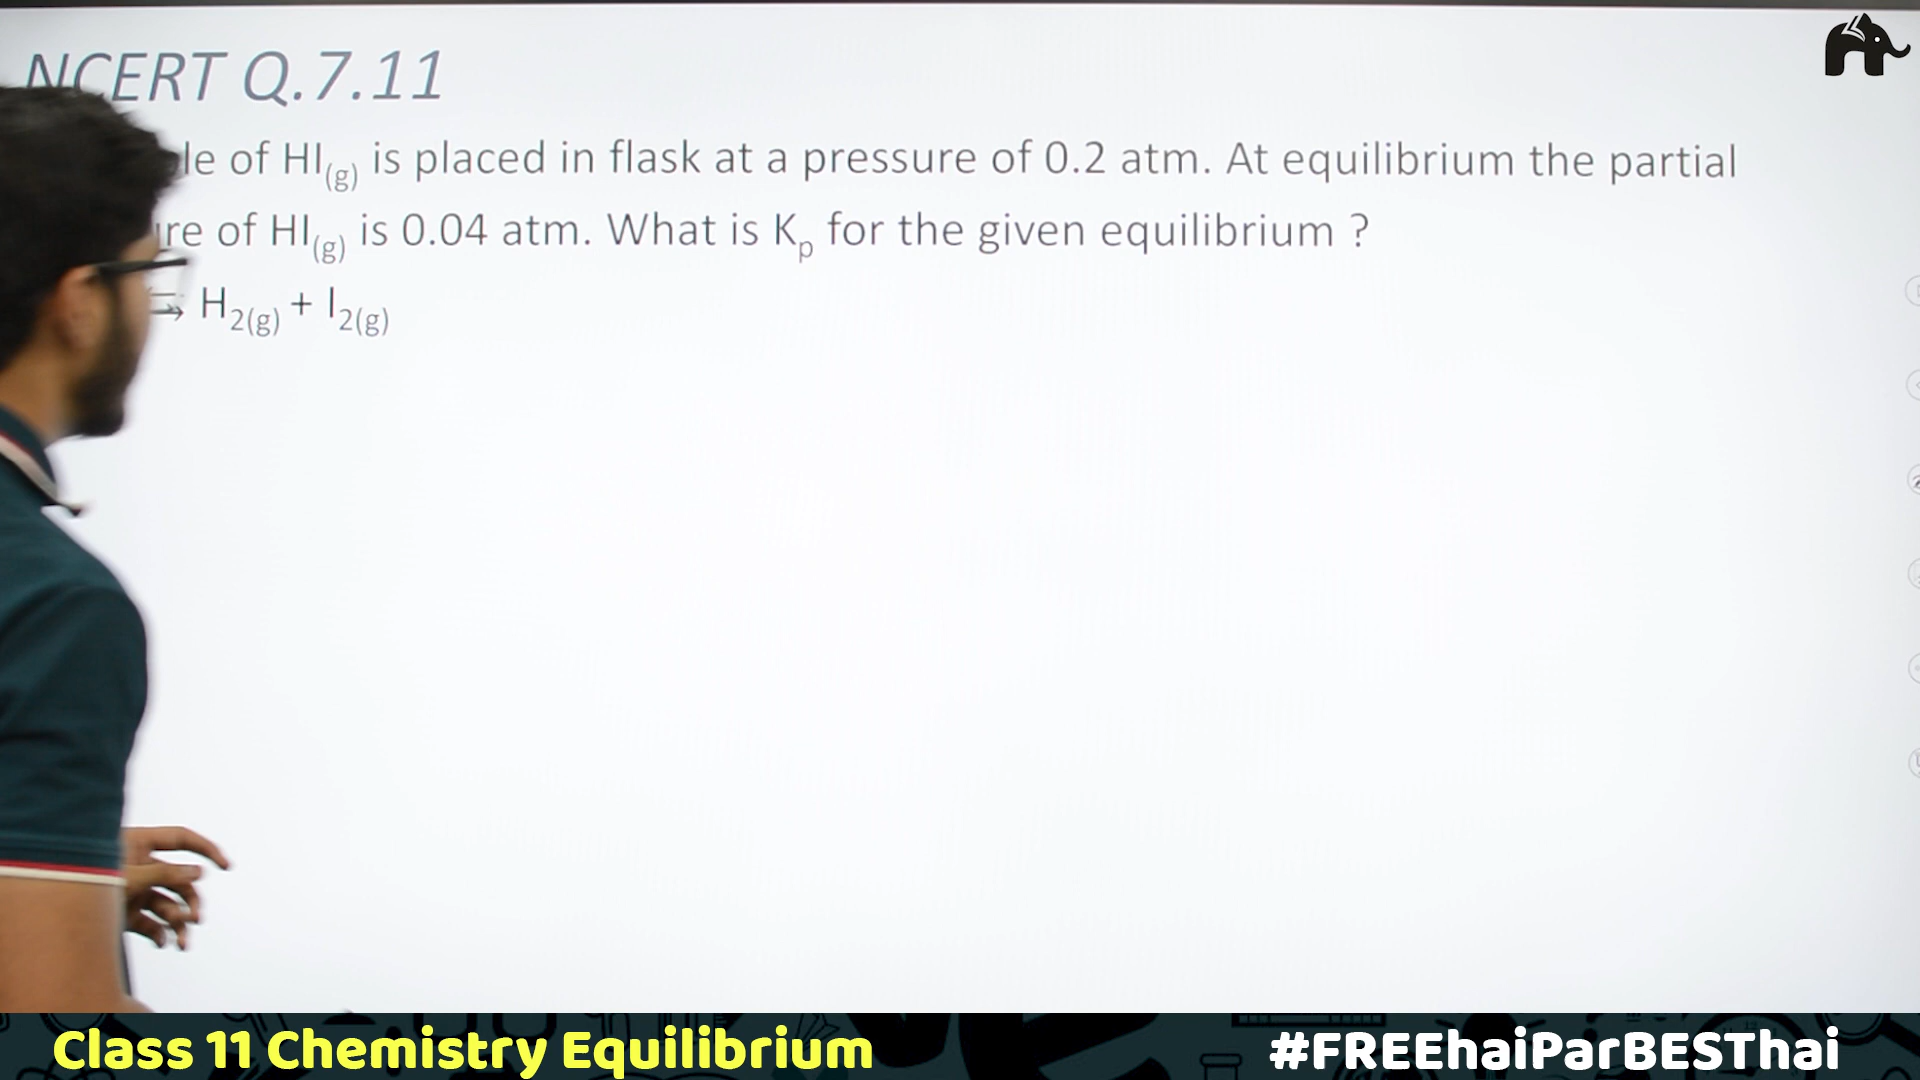 NCERT Q.7.11
le of HI(g) is placed in flask at a pressure of 0.2 atm. At equilibrium the partial
re of HI(g) is 0.04 atm. What is Kp for the given equilibrium ?
⇆ H2(g) + I2(g)
Class 11 Chemistry Equilibrium
#FREEhaiParBESThai